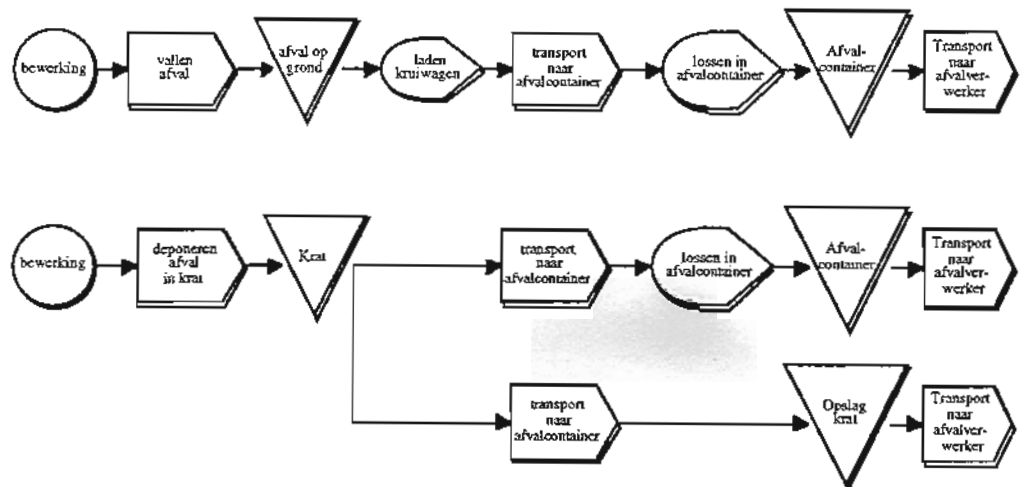 bewerking
vallen
afval
afval op
grond
laden
kruiwagen
transport
naar
afvalcontainer
lossen in
afvalcontainer
Afval-
container
Transport
naar
afvalver-
werker
bewerking
deponeren
afval
in krat
Krat
transport
naar
afvalcontainer
lossen in
afvalcontainer
Afval-
container
Transport
naar
afvalver-
werker
transport
naar
afvalcontainer
Opslag
krat
Transport
naar
afvalver-
werker